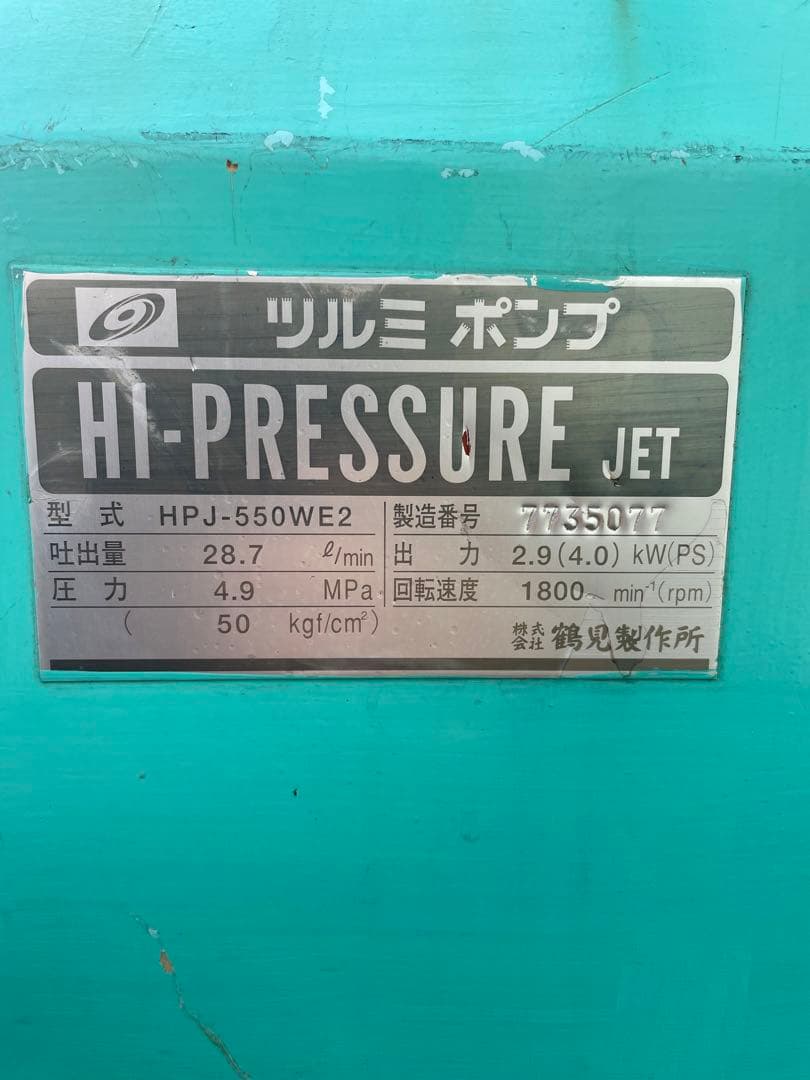 ツルミ ポンプ
HI-PRESSURE JET
型式 HPJ-550WE2 製造番号 7735077
吐出量 28.7 ℓ/min 出力 2.9(4.0) kW(PS)
圧力 4.9 MPa 回転速度 1800 min⁻¹(rpm)
( 50 kgf/cm²)
株式会社 鶴見製作所